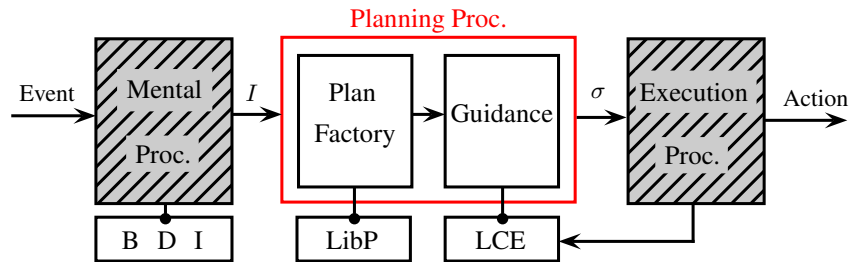 Planning Proc.
Event
Mental
Proc.
I
Plan
Factory
Guidance
σ
Execution
Proc.
Action
B D I
LibP
LCE